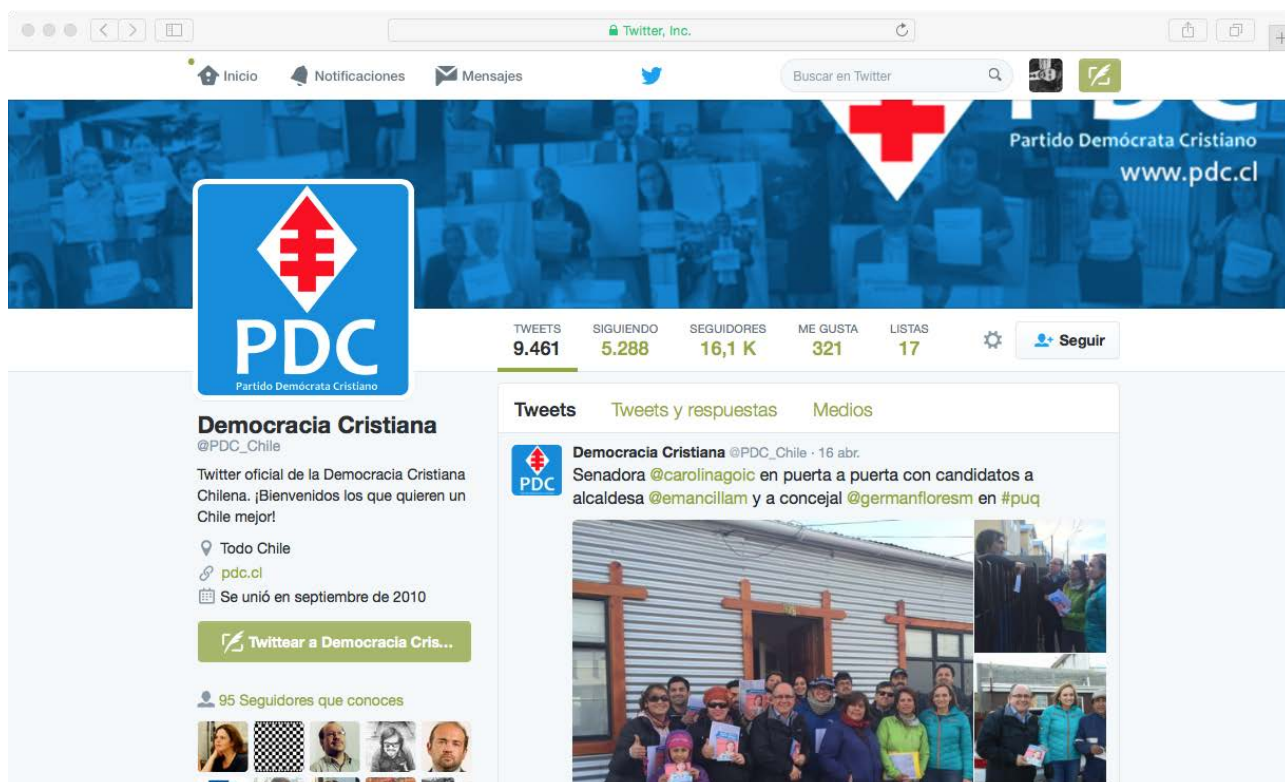 Twitter, Inc.
Inicio
Notificaciones
Mensajes
Buscar en Twitter
PDC
Partido Demócrata Cristiano
www.pdc.cl
PDC
Partido Demócrata Cristiano
TWEETS
9.461
SIGUIENDO
5.288
SEGUIDORES
16,1 K
ME GUSTA
321
LISTAS
17
Seguir
Democracia Cristiana
@PDC_Chile
Twitter oficial de la Democracia Cristiana
Chilena. ¡Bienvenidos los que quieren un
Chile mejor!
Todo Chile
pdc.cl
Se unió en septiembre de 2010
Twittear a Democracia Cris...
95 Seguidores que conoces
Tweets
Tweets y respuestas
Medios
PDC
Democracia Cristiana @PDC_Chile · 16 abr.
Senadora @carolinagoic en puerta a puerta con candidatos a
alcaldesa @emancillam y a concejal @germanfloresm en #puq